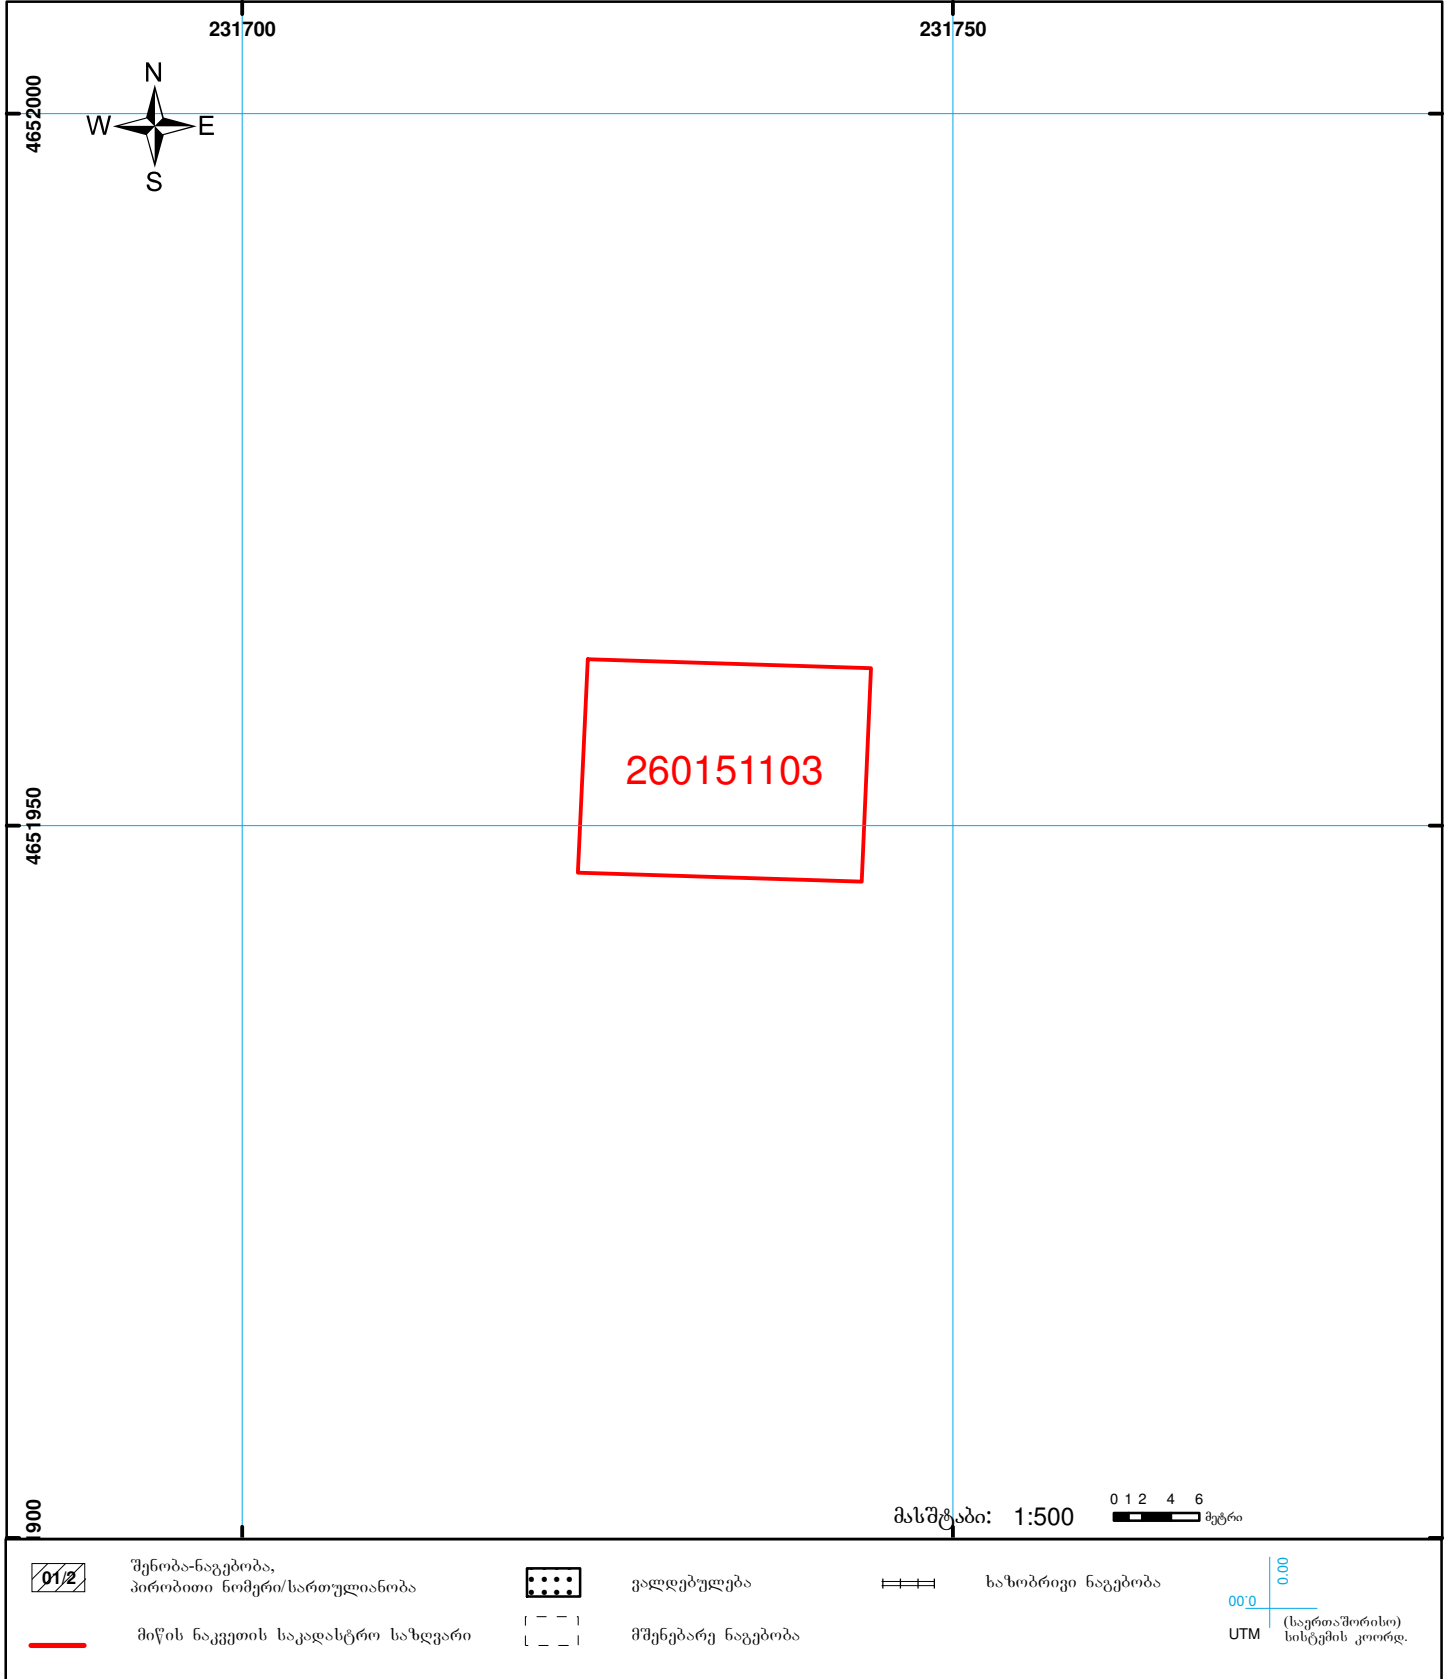 231700 231750
4652000
N
W E
S
260151103
4651950
900
მასშტაბი: 1:500
0 1 2 4 6
მეტრი
01/2
შენობა-ნაგებობა,
პირობითი ნომერი/სართულიანობა
ვალდებულება
ხაზობრივი ნაგებობა
0.00
0.00
მიწის ნაკვეთის საკადასტრო საზღვარი
მშენებარე ნაგებობა
UTM
(საერთაშორისო)
სისტემის კოორდ.